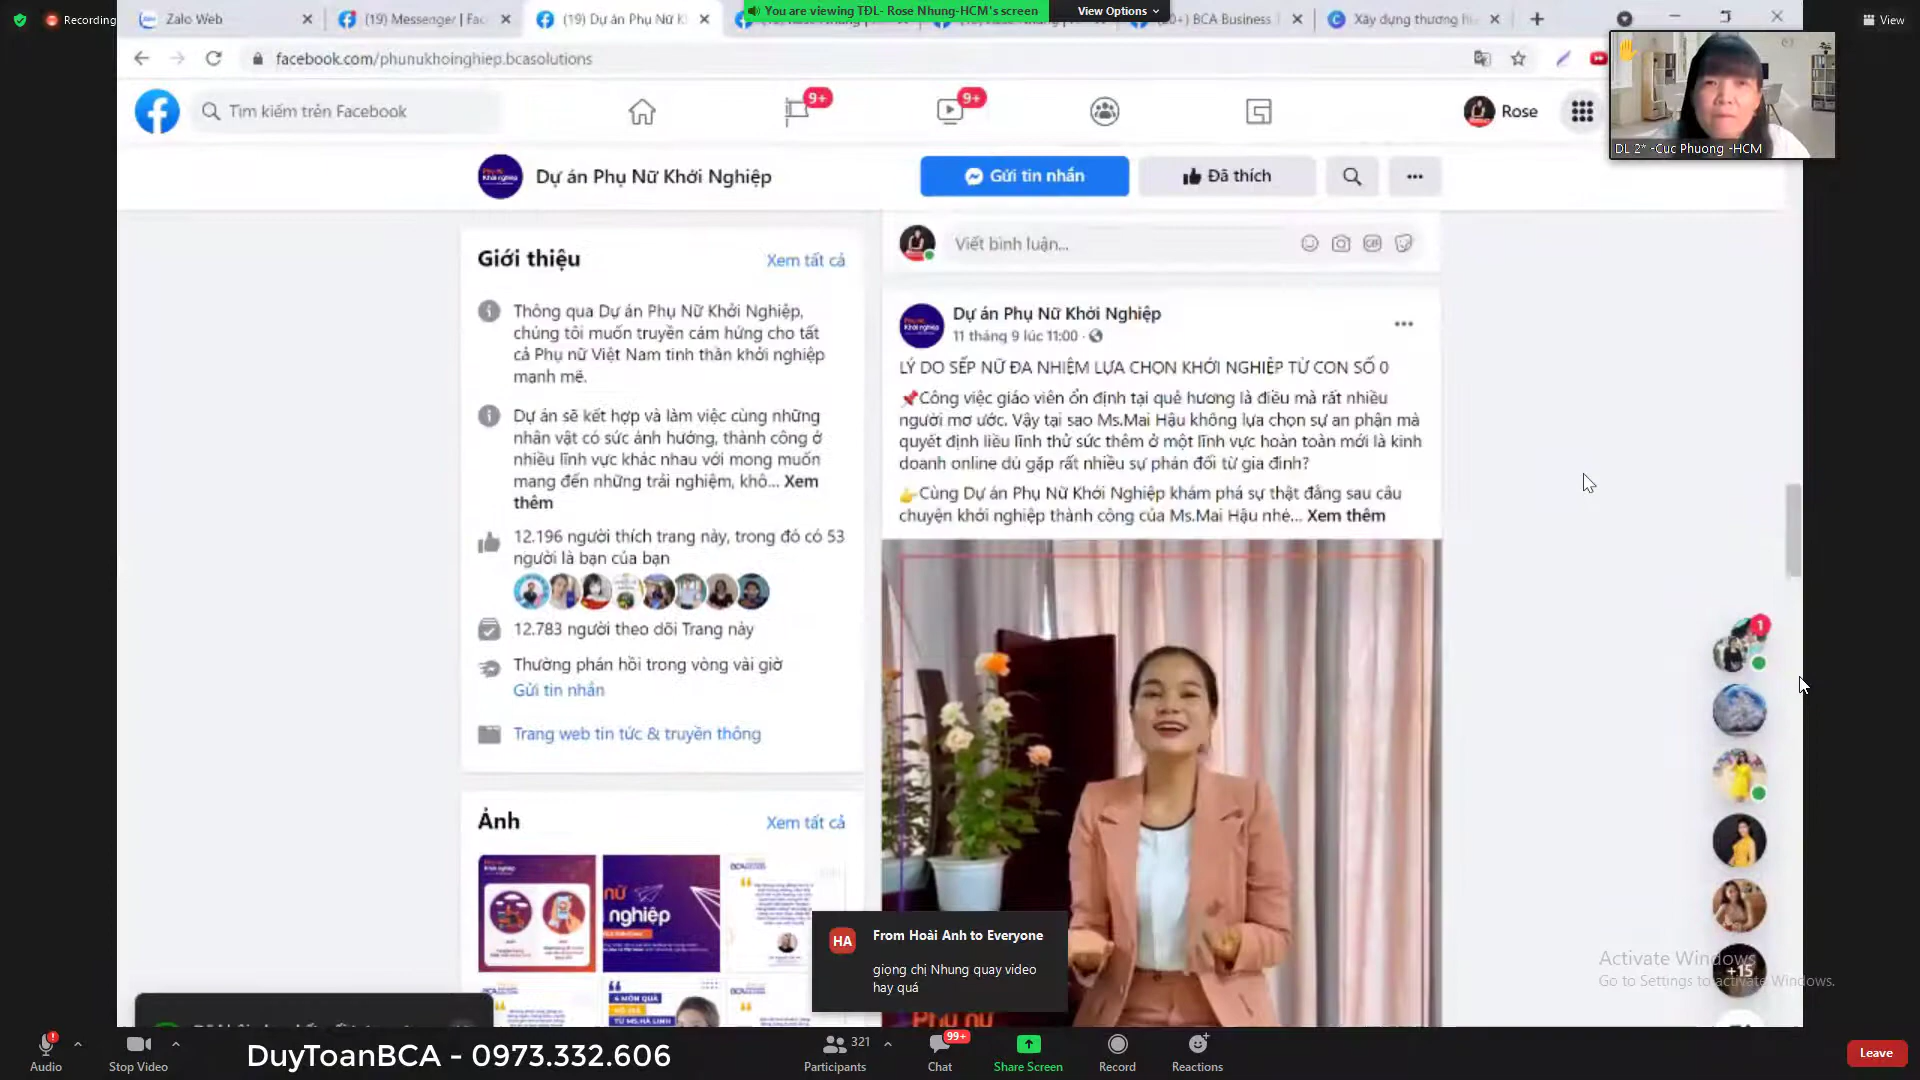 Recording
Zalo Web
(19) Messenger | Fac
(19) Dự án Phụ Nữ K
You are viewing TĐL- Rose Nhung-HCM's screen
View Options
BCA Business
Xây dựng thương hi
View
facebook.com/phunukhoinghiep.bcasolutions
Tìm kiếm trên Facebook
9+
9+
Rose
DL 2* -Cuc Phuong -HCM
Dự án Phụ Nữ Khởi Nghiệp
Gửi tin nhắn
Đã thích
Giới thiệu
Xem tất cả
Thông qua Dự án Phụ Nữ Khởi Nghiệp,
chúng tôi muốn truyền cảm hứng cho tất
cả Phụ nữ Việt Nam tinh thần khởi nghiệp
mạnh mẽ.
Dự án sẽ kết hợp và làm việc cùng những
nhân vật có sức ảnh hưởng, thành công ở
nhiều lĩnh vực khác nhau với mong muốn
mang đến những trải nghiệm, khô... Xem
thêm
12.196 người thích trang này, trong đó có 53
người là bạn của bạn
12.783 người theo dõi Trang này
Thường phản hồi trong vòng vài giờ
Gửi tin nhắn
Trang web tin tức & truyền thông
Ảnh
Xem tất cả
nghiệp
4 MÓN QUÀ
TỪ MS.HÀ LINH
Viết bình luận...
Dự án Phụ Nữ Khởi Nghiệp
11 tháng 9 lúc 11:00
LÝ DO SẾP NỮ ĐA NHIỆM LỰA CHỌN KHỞI NGHIỆP TỪ CON SỐ 0
Công việc giáo viên ổn định tại quê hương là điều mà rất nhiều
người mơ ước. Vậy tại sao Ms.Mai Hậu không lựa chọn sự an phận mà
quyết định liều lĩnh thử sức thêm ở một lĩnh vực hoàn toàn mới là kinh
doanh online dù gặp rất nhiều sự phản đối từ gia đình?
Cùng Dự án Phụ Nữ Khởi Nghiệp khám phá sự thật đằng sau câu
chuyện khởi nghiệp thành công của Ms.Mai Hậu nhé... Xem thêm
Phụ nữ
HA
From Hoài Anh to Everyone
giọng chị Nhung quay video
hay quá
1
+15
Activate Windows
Go to Settings to activate Windows.
Audio
Stop Video
DuyToanBCA - 0973.332.606
321
Participants
99+
Chat
Share Screen
Record
Reactions
Leave